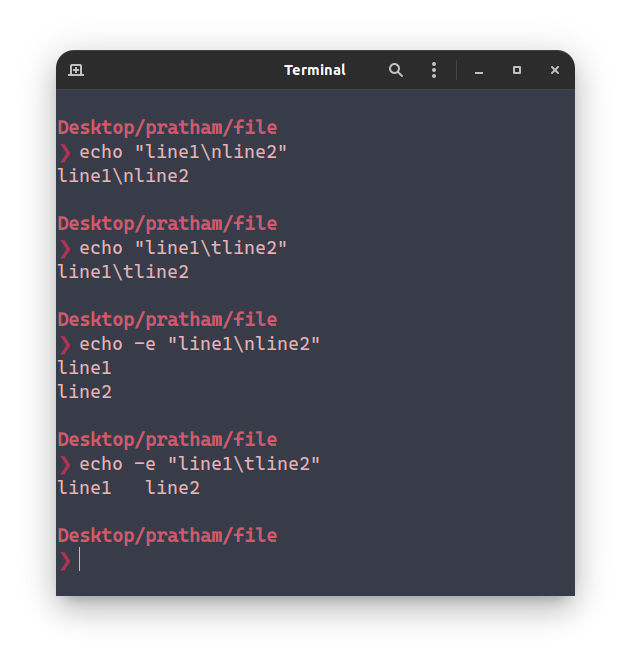 Terminal
Desktop/pratham/file
❯ echo "line1\nline2"
line1\nline2
Desktop/pratham/file
❯ echo "line1\tline2"
line1\tline2
Desktop/pratham/file
❯ echo -e "line1\nline2"
line1
line2
Desktop/pratham/file
❯ echo -e "line1\tline2"
line1   line2
Desktop/pratham/file
❯